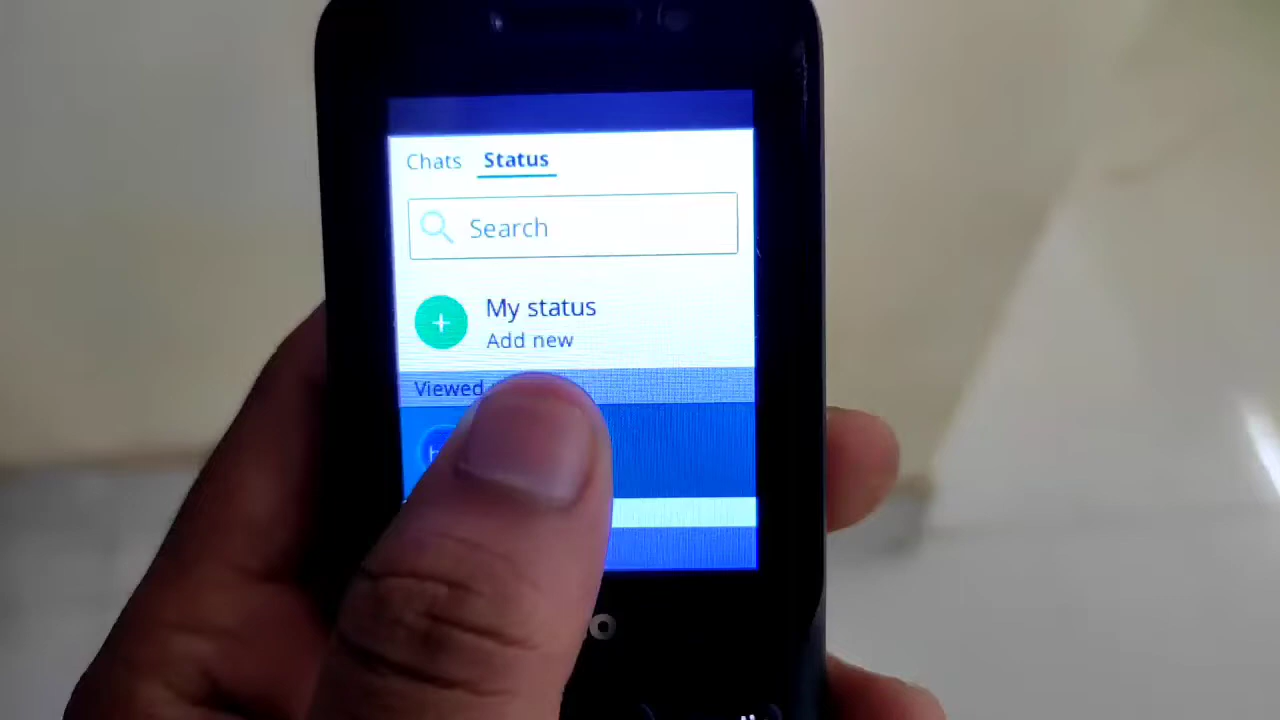 Chats Status
Search
My status
Add new
Viewed